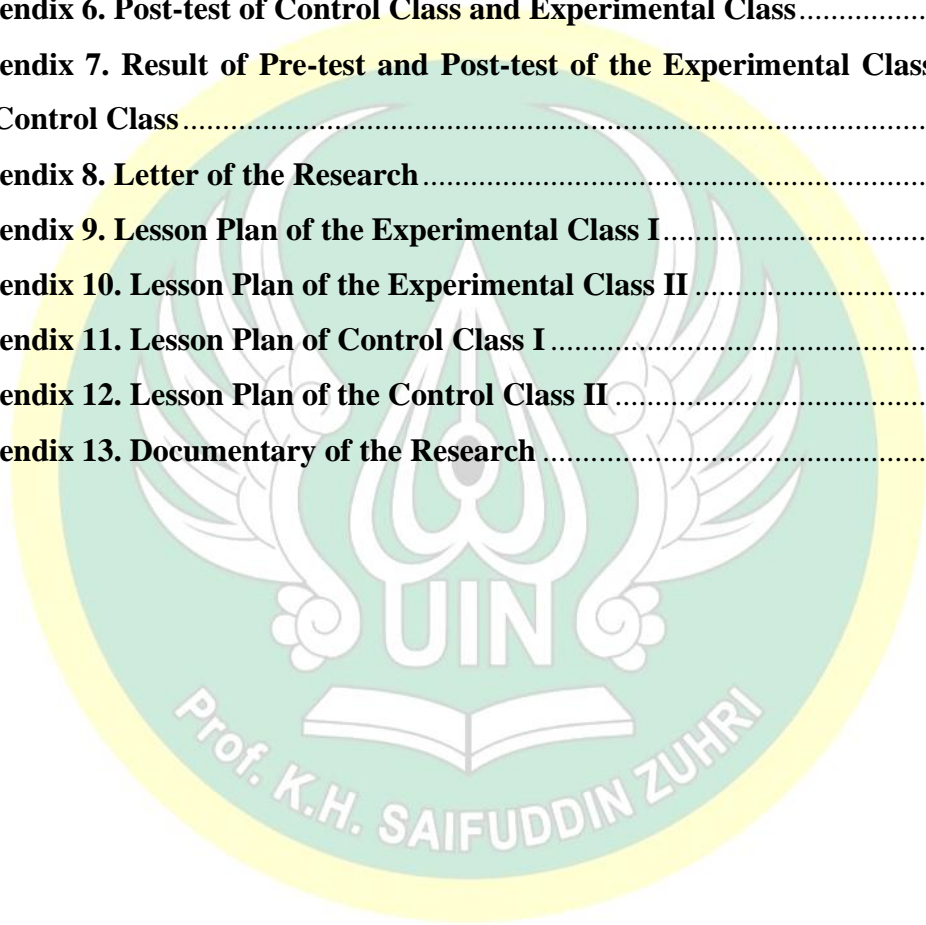 endix 6. Post-test of Control Class and Experimental Class
endix 7. Result of Pre-test and Post-test of the Experimental Class
Control Class
endix 8. Letter of the Research
endix 9. Lesson Plan of the Experimental Class I
endix 10. Lesson Plan of the Experimental Class II
endix 11. Lesson Plan of Control Class I
endix 12. Lesson Plan of the Control Class II
endix 13. Documentary of the Research
UIN
Prof. K.H. SAIFUDDIN ZUHRI